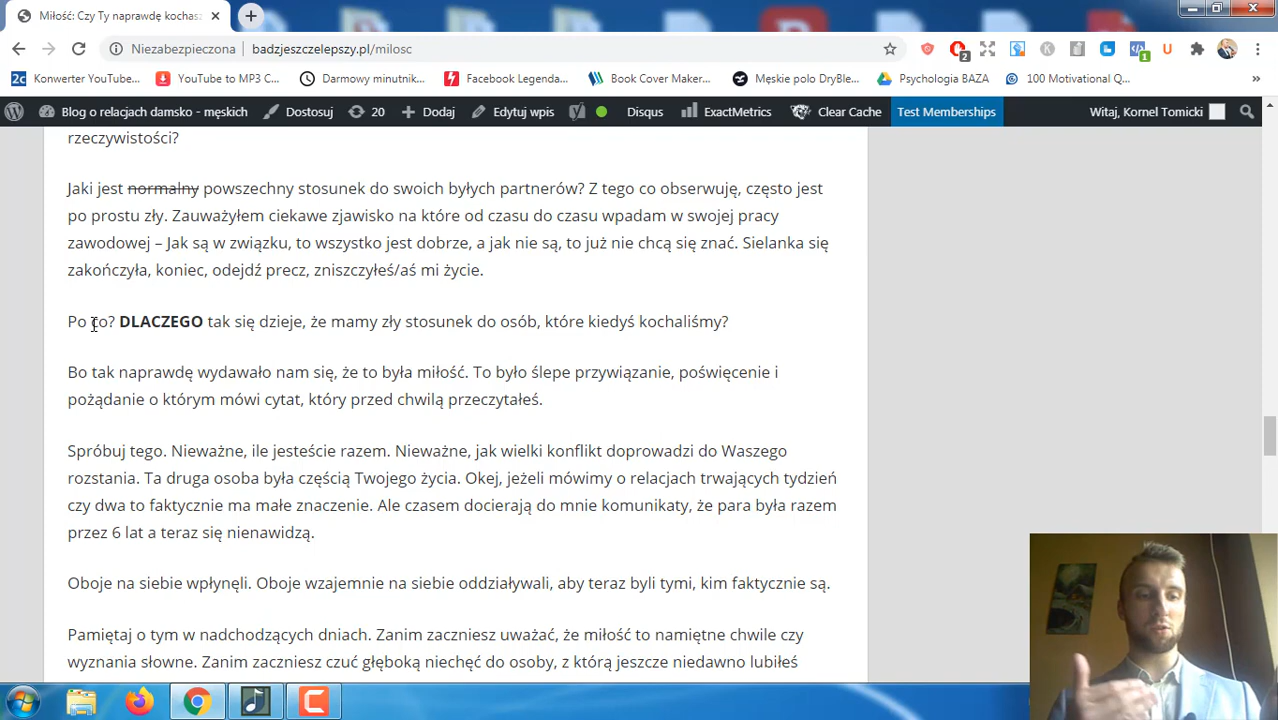 Miłość: Czy Ty naprawdę kochasz
Niezabezpieczona badzjeszczelepszy.pl/milosc
2
1
2c Konwerter YouTube... YouTube to MP3 C... Darmowy minutnik... Facebook Legenda... Book Cover Maker... Męskie polo DryBle... Psychologia BAZA 100 Motivational Q... »
Blog o relacjach damsko – męskich Dostosuj 20 Dodaj Edytuj wpis Disqus ExactMetrics Clear Cache Test Memberships Witaj, Kornel Tomicki
rzeczywistości?
Jaki jest normalny powszechny stosunek do swoich byłych partnerów? Z tego co obserwuję, często jest
po prostu zły. Zauważyłem ciekawe zjawisko na które od czasu do czasu wpadam w swojej pracy
zawodowej – Jak są w związku, to wszystko jest dobrze, a jak nie są, to już nie chcą się znać. Sielanka się
zakończyła, koniec, odejdź precz, zniszczyłeś/aś mi życie.
Po co? DLACZEGO tak się dzieje, że mamy zły stosunek do osób, które kiedyś kochaliśmy?
Bo tak naprawdę wydawało nam się, że to była miłość. To było ślepe przywiązanie, poświęcenie i
pożądanie o którym mówi cytat, który przed chwilą przeczytałeś.
Spróbuj tego. Nieważne, ile jesteście razem. Nieważne, jak wielki konflikt doprowadzi do Waszego
rozstania. Ta druga osoba była częścią Twojego życia. Okej, jeżeli mówimy o relacjach trwających tydzień
czy dwa to faktycznie ma małe znaczenie. Ale czasem docierają do mnie komunikaty, że para była razem
przez 6 lat a teraz się nienawidzą.
Oboje na siebie wpłynęli. Oboje wzajemnie na siebie oddziaływali, aby teraz byli tymi, kim faktycznie są.
Pamiętaj o tym w nadchodzących dniach. Zanim zaczniesz uważać, że miłość to namiętne chwile czy
wyznania słowne. Zanim zaczniesz czuć głęboką niechęć do osoby, z którą jeszcze niedawno lubiłeś